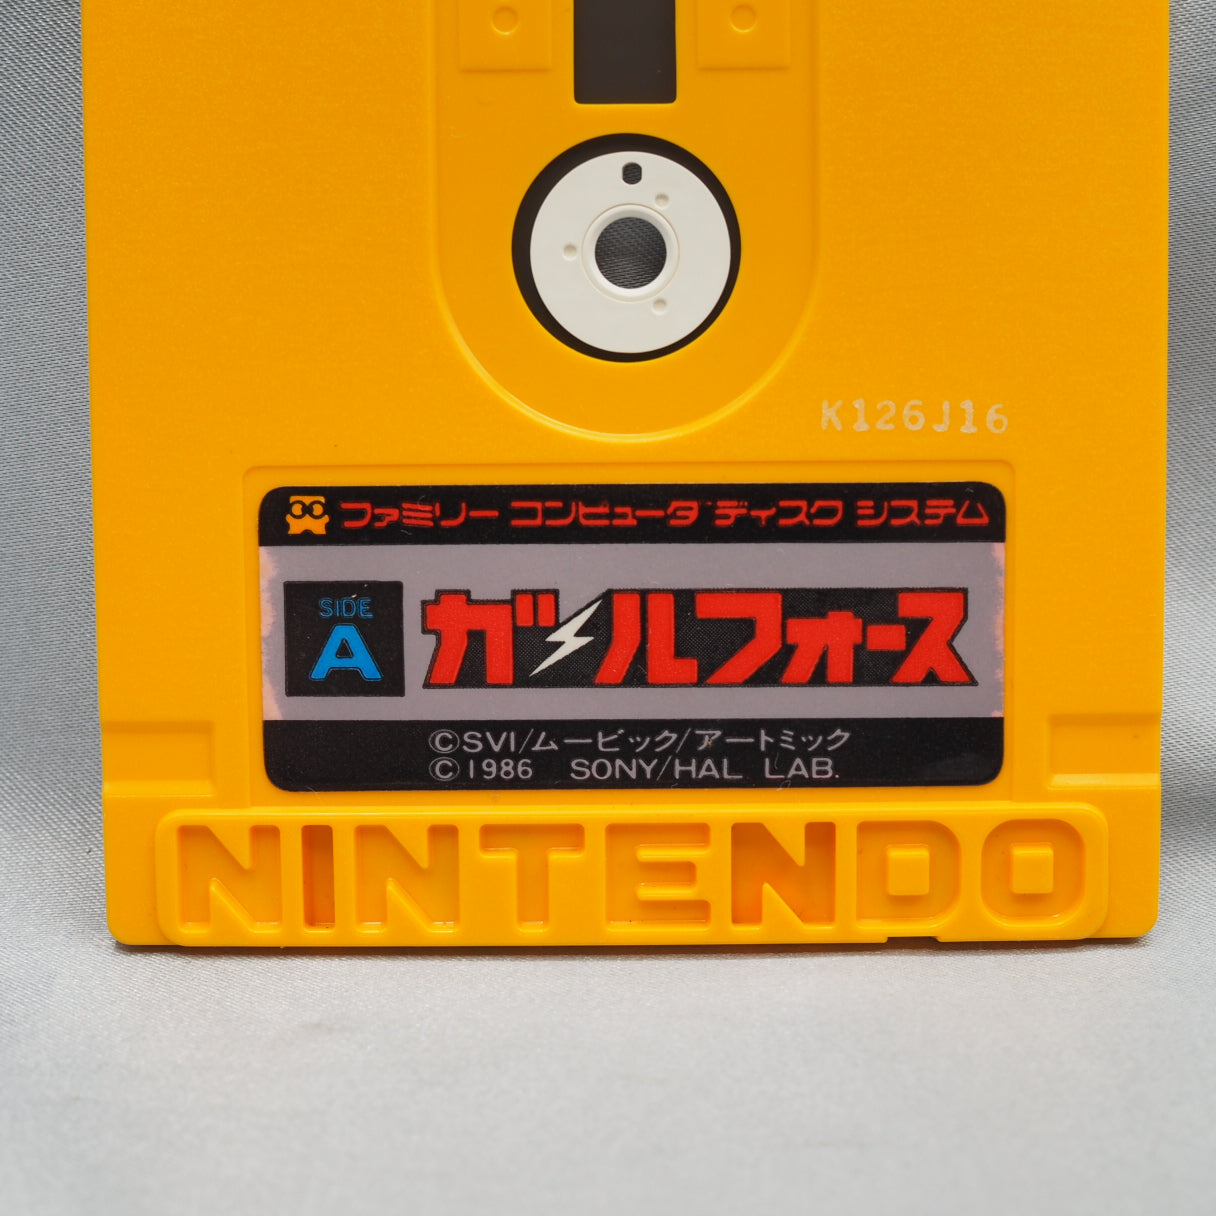 K126J16
ファミリー コンピュータ ディスク システム
SIDE
A
ガールフォース
©SVI/ムービック/アートミック
©1986 SONY/HAL LAB.
NINTENDO